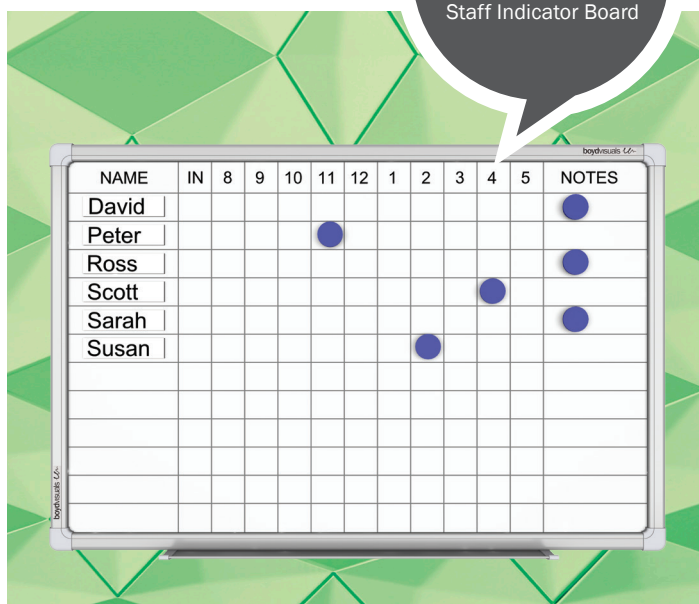 Staff Indicator Board
boydvisuals
NAME IN 8 9 10 11 12 1 2 3 4 5 NOTES
David
Peter
Ross
Scott
Sarah
Susan
boydvisuals